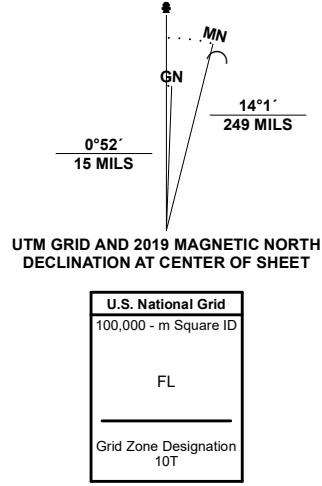 MN
GN
0°52´
15 MILS
14°1´
249 MILS
UTM GRID AND 2019 MAGNETIC NORTH
DECLINATION AT CENTER OF SHEET
U.S. National Grid
100,000 - m Square ID
FL
Grid Zone Designation
10T